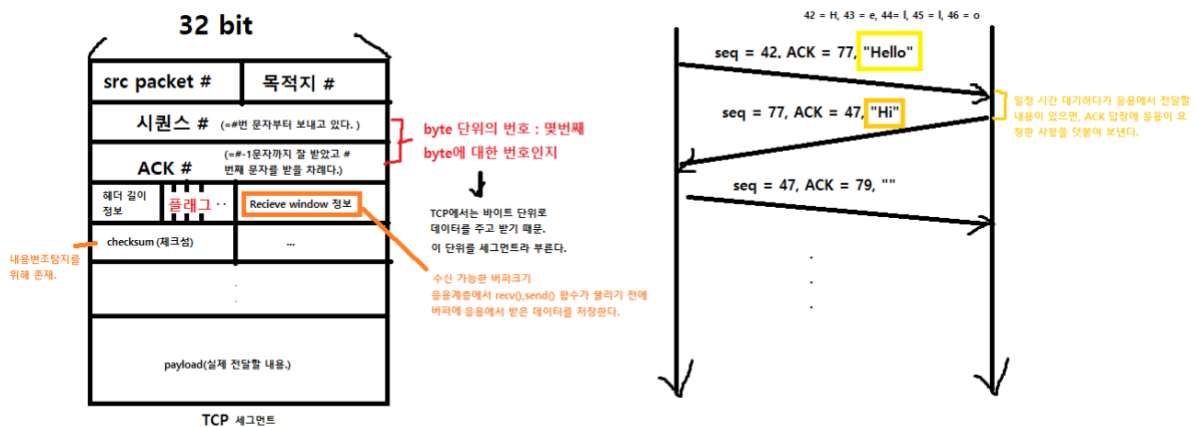 32 bit
src packet #
목적지 #
시퀀스 # (=#번 문자부터 보내고 있다. )
ACK #
(=#-1문자까지 잘 받았고 #
번째 문자를 받을 차례다.)
byte 단위의 번호 : 몇번째
byte에 대한 번호인지
헤더 길이
정보
플래그 ..
Recieve window 정보
TCP에서는 바이트 단위로
데이터를 주고 받기 때문.
이 단위를 세그먼트라 부른다.
checksum (체크섬)
...
내용변조탐지를
위해 존재.
수신 가능한 버퍼크기
응용계층에서 recv(),send() 함수가 불리기 전에
버퍼에 응용에서 받은 데이터를 저장한다.
payload(실제 전달할 내용.)
TCP 세그먼트
42 = H, 43 = e, 44= l, 45 = l, 46 = o
seq = 42, ACK = 77, "Hello"
seq = 77, ACK = 47, "Hi"
일정 시간 대기하다가 응용에서 전달할
내용이 있으면, ACK 답장에 응용이 요
청한 사항을 덧붙여 보낸다.
seq = 47, ACK = 79, ""